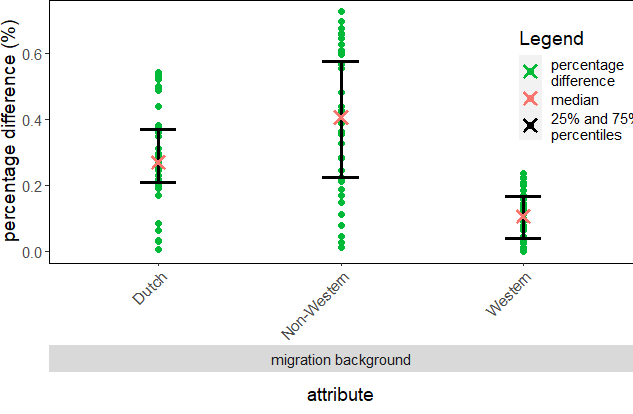 percentage difference (%)
0.6
0.4
0.2
0.0
Legend
percentage
difference
median
25% and 75%
percentiles
Dutch
Non-Western
Western
migration background
attribute